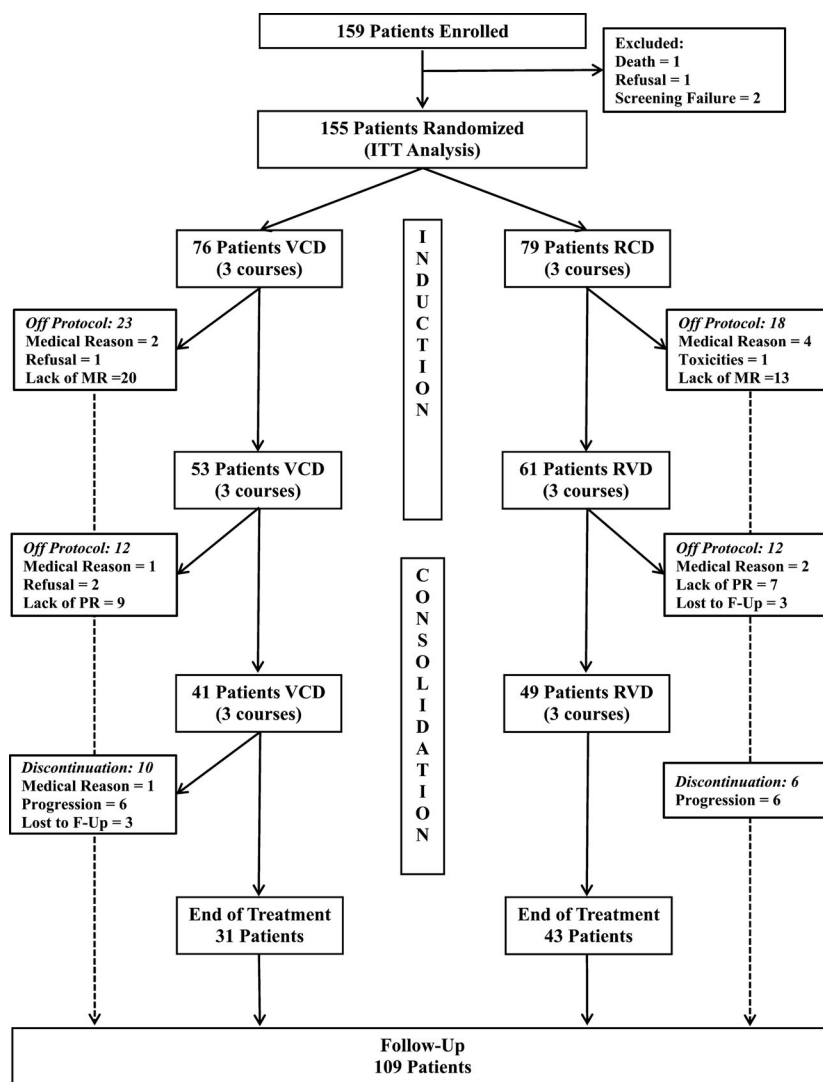 159 Patients Enrolled
Excluded:
Death = 1
Refusal = 1
Screening Failure = 2
155 Patients Randomized
(ITT Analysis)
INDUCTION
76 Patients VCD
(3 courses)
79 Patients RCD
(3 courses)
Off Protocol: 23
Medical Reason = 2
Refusal = 1
Lack of MR =20
Off Protocol: 18
Medical Reason = 4
Toxicities = 1
Lack of MR =13
53 Patients VCD
(3 courses)
61 Patients RVD
(3 courses)
CONSOLIDATION
Off Protocol: 12
Medical Reason = 1
Refusal = 2
Lack of PR = 9
Off Protocol: 12
Medical Reason = 2
Lack of PR = 7
Lost to F-Up = 3
41 Patients VCD
(3 courses)
49 Patients RVD
(3 courses)
Discontinuation: 10
Medical Reason = 1
Progression = 6
Lost to F-Up = 3
Discontinuation: 6
Progression = 6
End of Treatment
31 Patients
End of Treatment
43 Patients
Follow-Up
109 Patients